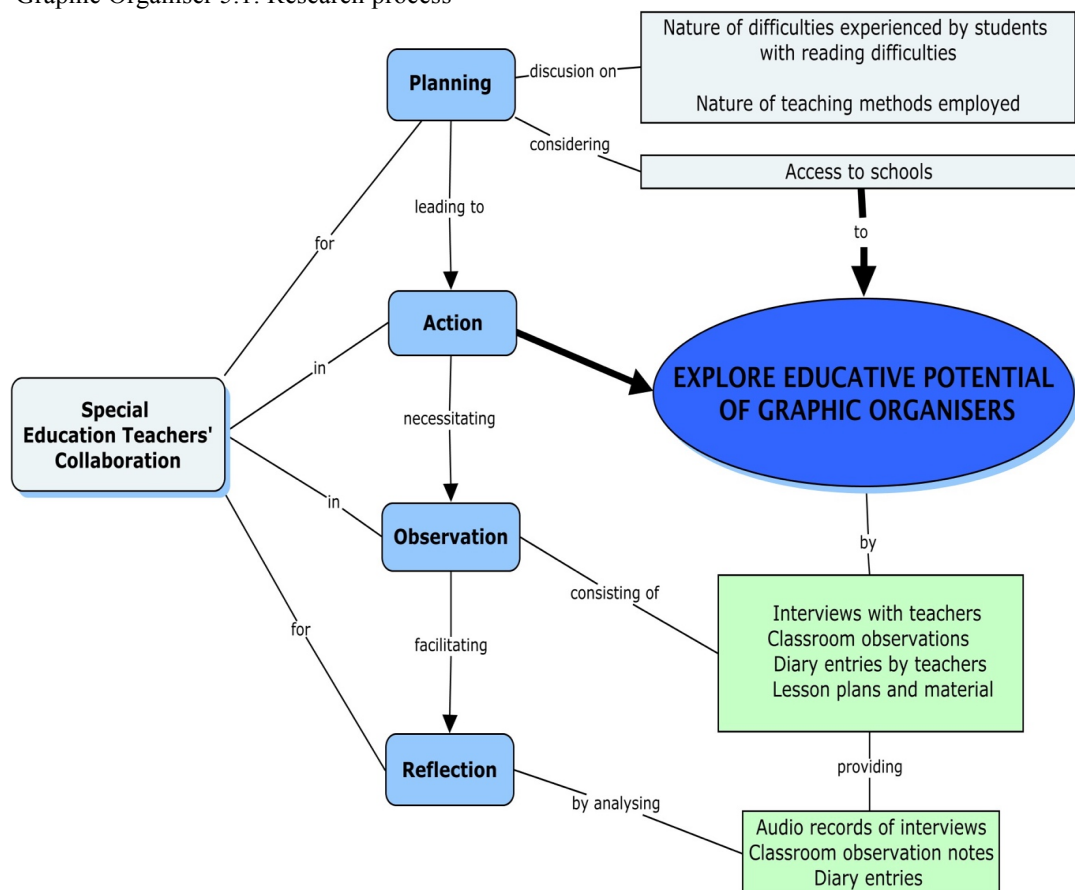 Graphic Organiser 3.1: Research process
Nature of difficulties experienced by students
with reading difficulties
Nature of teaching methods employed
Planning
discusion on
considering
Access to schools
leading to
to
for
Action
in
EXPLORE EDUCATIVE POTENTIAL
OF GRAPHIC ORGANISERS
Special
Education Teachers'
Collaboration
necessitating
in
Observation
by
consisting of
Interviews with teachers
Classroom observations
Diary entries by teachers
Lesson plans and material
for
facilitating
Reflection
providing
by analysing
Audio records of interviews
Classroom observation notes
Diary entries